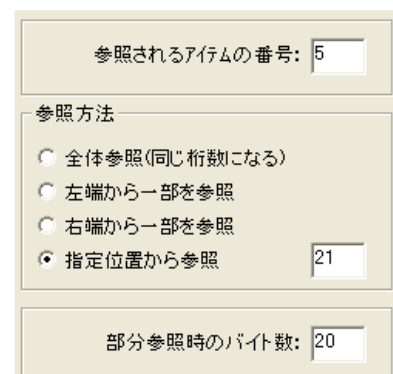 参照されるアイテムの番号: 5
参照方法
全体参照(同じ桁数になる)
左端から一部を参照
右端から一部を参照
指定位置から参照 21
部分参照時のバイト数: 20